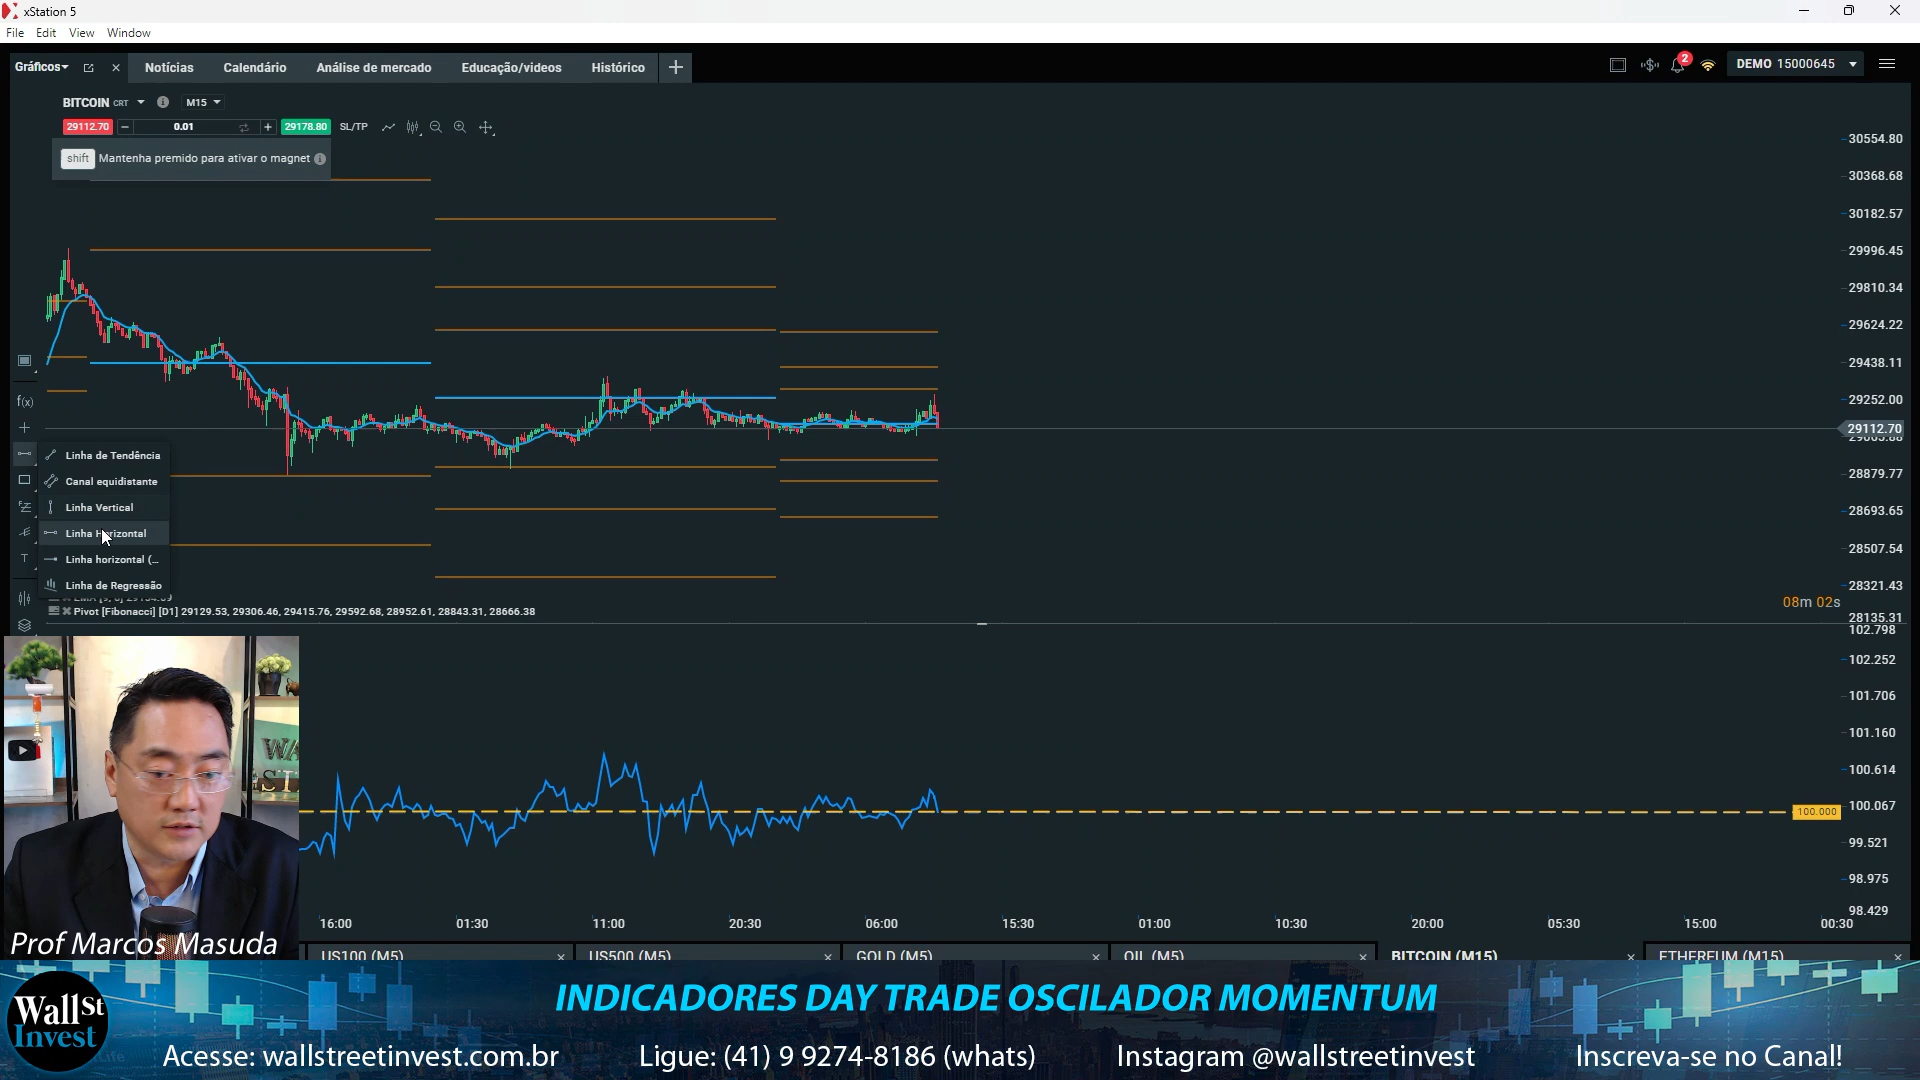 xStation 5
File Edit View Window
Gráficos Notícias Calendário Análise de mercado Educação/videos Histórico
2 DEMO 15000645
BITCOIN CRT M15
29112.70 0.01 29178.80 SL/TP
shift Mantenha premido para ativar o magnet
30554.80
30368.68
30182.57
29996.45
29810.34
29624.22
29438.11
29252.00
29112.70
28879.77
28693.65
28507.54
28321.43
28135.31
f(x)
Linha de Tendência
Canal equidistante
Linha Vertical
Linha Horizontal
Linha horizontal (...
T
Linha de Regressão
08m 02s
Pivot [Fibonacci] [D1] 29129.53, 29306.46, 29415.76, 29592.68, 28952.61, 28843.31, 28666.38
102.798
102.252
101.706
101.160
100.614
100.067
100.000
99.521
98.975
98.429
16:00 01:30 11:00 20:30 06:00 15:30 01:00 10:30 20:00 05:30 15:00 00:30
Prof Marcos Masuda
US100 (M5) US500 (M5) GOLD (M5) OIL (M5) BITCOIN (M15) ETHEREUM (M15)
Wall St
Invest
INDICADORES DAY TRADE OSCILADOR MOMENTUM
Acesse: wallstreetinvest.com.br Ligue: (41) 9 9274-8186 (whats) Instagram @wallstreetinvest Inscreva-se no Canal!